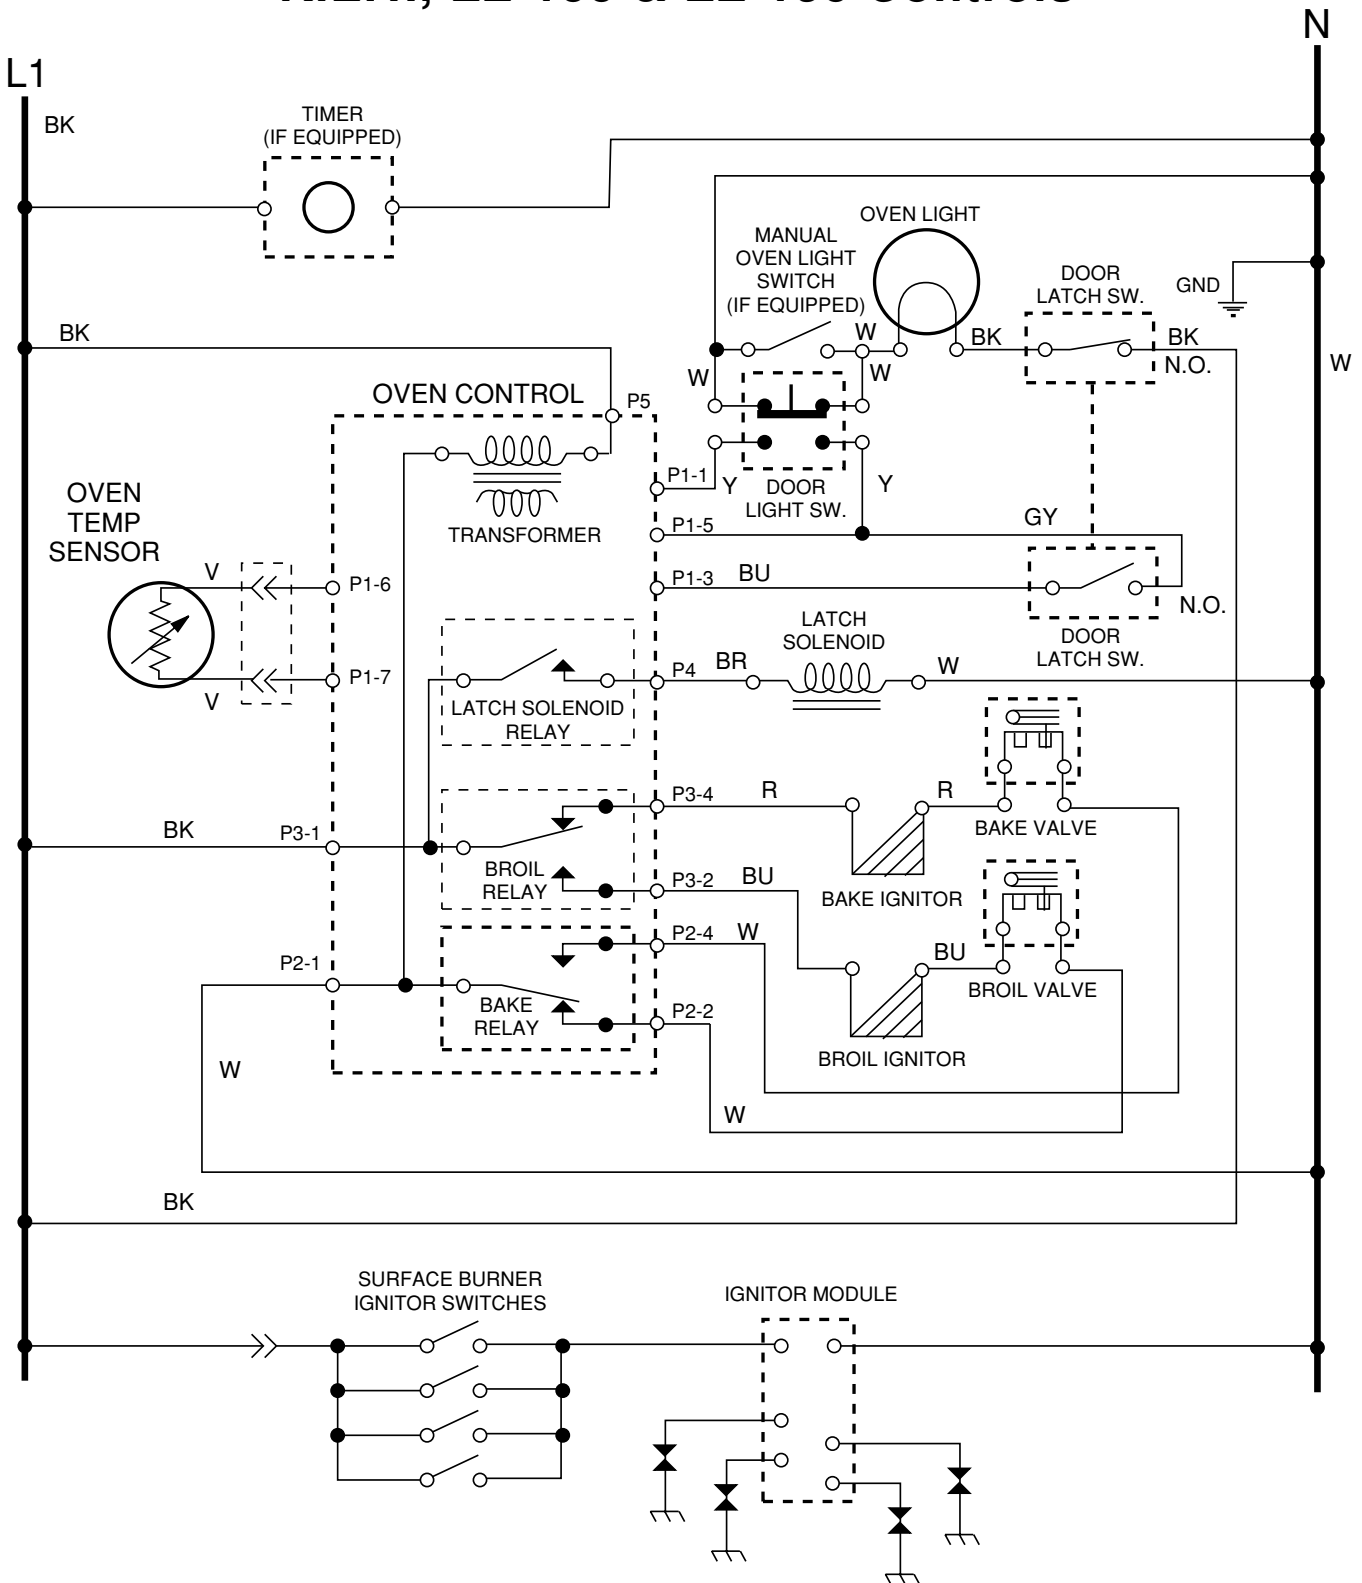 N
L1
BK
TIMER
(IF EQUIPPED)
OVEN LIGHT
MANUAL
OVEN LIGHT
SWITCH
(IF EQUIPPED)
DOOR
LATCH SW.
GND
BK
W
BK
BK
N.O.
W
W
W
OVEN CONTROL
P5
P1-1
Y
DOOR
LIGHT SW.
Y
OVEN
TEMP
SENSOR
TRANSFORMER
P1-5
GY
V
P1-6
P1-3
BU
N.O.
LATCH
SOLENOID
DOOR
LATCH SW.
V
P1-7
P4
BR
W
LATCH SOLENOID
RELAY
P3-4
R
R
BK
P3-1
BAKE VALVE
BROIL
RELAY
P3-2
BU
BAKE IGNITOR
P2-4
W
BU
P2-1
BROIL VALVE
BAKE
RELAY
P2-2
BROIL IGNITOR
W
W
BK
SURFACE BURNER
IGNITOR SWITCHES
IGNITOR MODULE